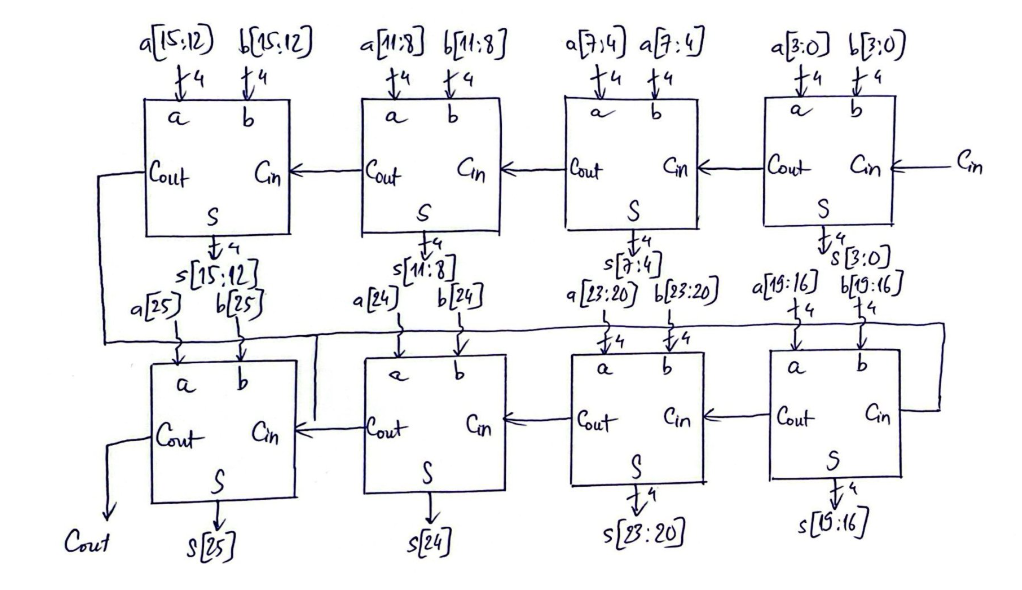 a[15:12) b[15:12] a[11:8] b[11:8] a[7:4] a[7:4] a[3:0) b[3:0)
4 4 4 4 4 4 4 4
a b a b a b a b
Cout Cin Cout Cin Cout Cin Cout Cin Cin
S S S S
4 4 4 4
s[15:12] s[11:8] s[7:4] s[3:0)
a[25] b[25] a[24] b[24] a[23:20) b[23:20) a[19:16) b[19:16)
4 4 4 4
a b a b a b a b
Cout Cin Cout Cin Cout Cin Cout Cin
S S S S
4 4
Cout s[25] s[24] s[23:20] s[19:16]